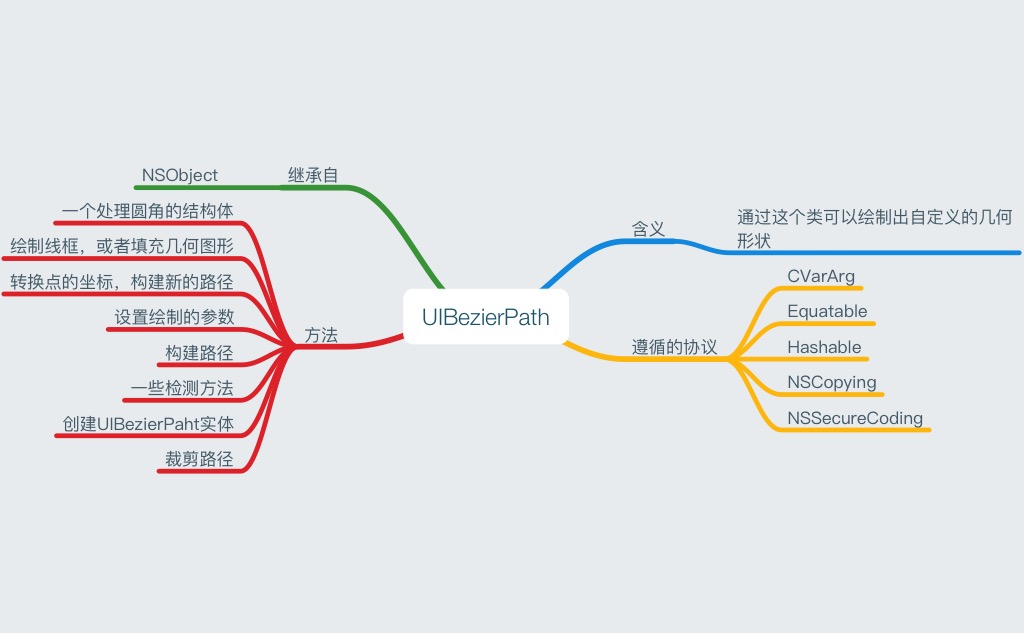 UIBezierPath
继承自
NSObject
方法
一个处理圆角的结构体
绘制线框，或者填充几何图形
转换点的坐标，构建新的路径
设置绘制的参数
构建路径
一些检测方法
创建UIBezierPaht实体
裁剪路径
含义
通过这个类可以绘制出自定义的几何
形状
遵循的协议
CVarArg
Equatable
Hashable
NSCopying
NSSecureCoding